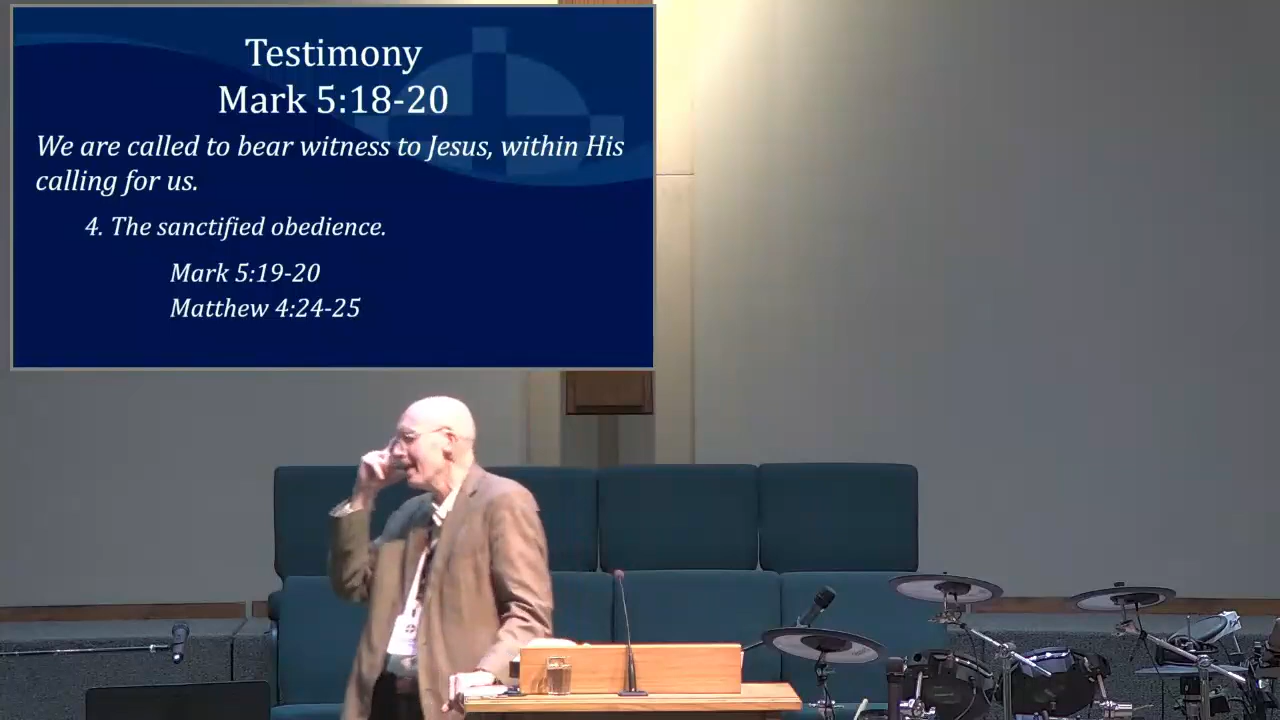 Testimony
Mark 5:18-20
We are called to bear witness to Jesus, within His
calling for us.
4. The sanctified obedience.
Mark 5:19-20
Matthew 4:24-25